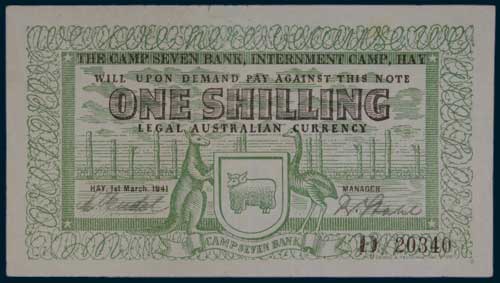 THE CAMP SEVEN BANK, INTERNMENT CAMP, HAY
WILL UPON DEMAND PAY AGAINST THIS NOTE
ONE SHILLING
LEGAL AUSTRALIAN CURRENCY
HAY, 1st March, 1941
MANAGER
CAMP SEVEN BANK
D 20340